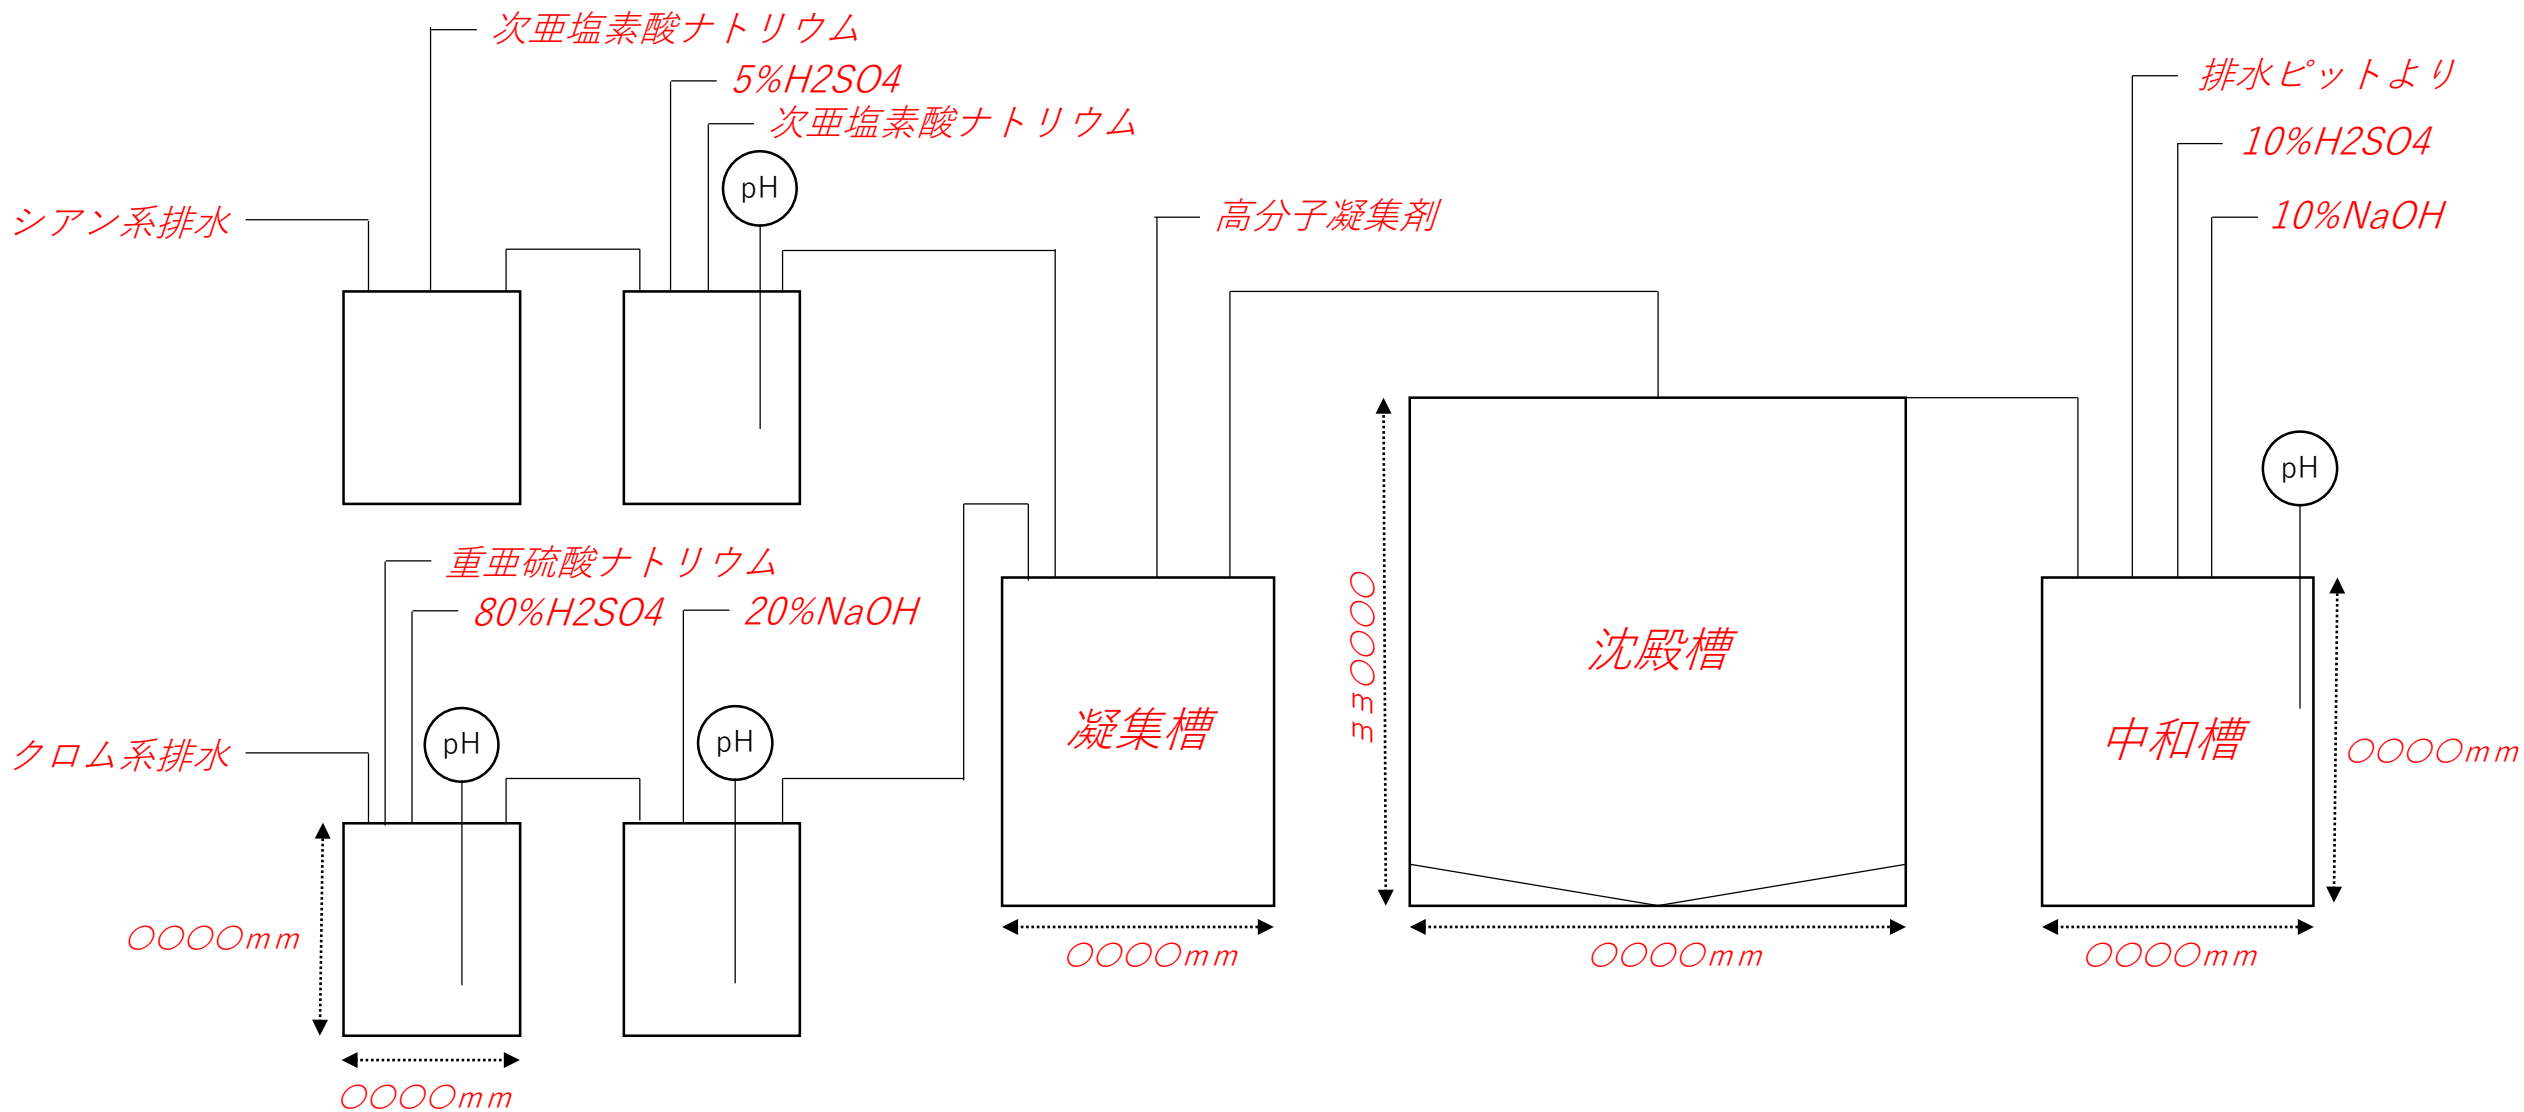 次亜塩素酸ナトリウム
5%H2SO4
次亜塩素酸ナトリウム
pH
シアン系排水
高分子凝集剤
排水ピットより
10%H2SO4
10%NaOH
pH
重亜硫酸ナトリウム
80%H2SO4
20%NaOH
pH
pH
クロム系排水
凝集槽
沈殿槽
中和槽
〇〇〇〇mm
〇〇〇〇mm
〇〇〇〇mm
〇〇〇〇mm
〇〇〇〇mm
〇〇〇〇mm
〇〇〇〇mm